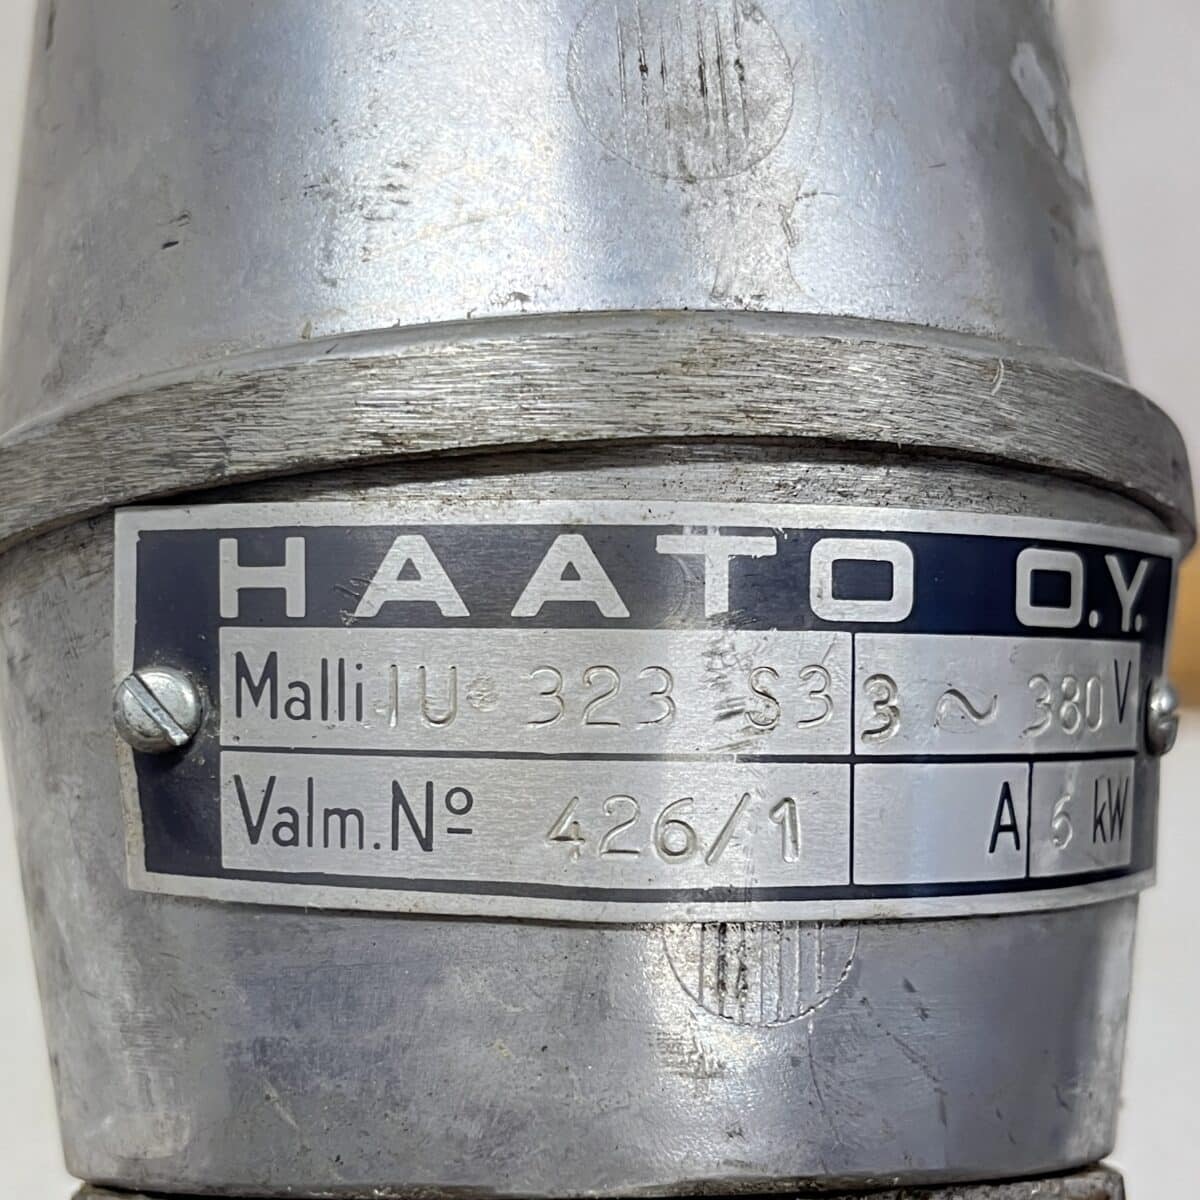 HAATO O.Y.
Malli IU 323 S3 3 ~ 380 V
Valm. Nº 426/1 A 6 kW